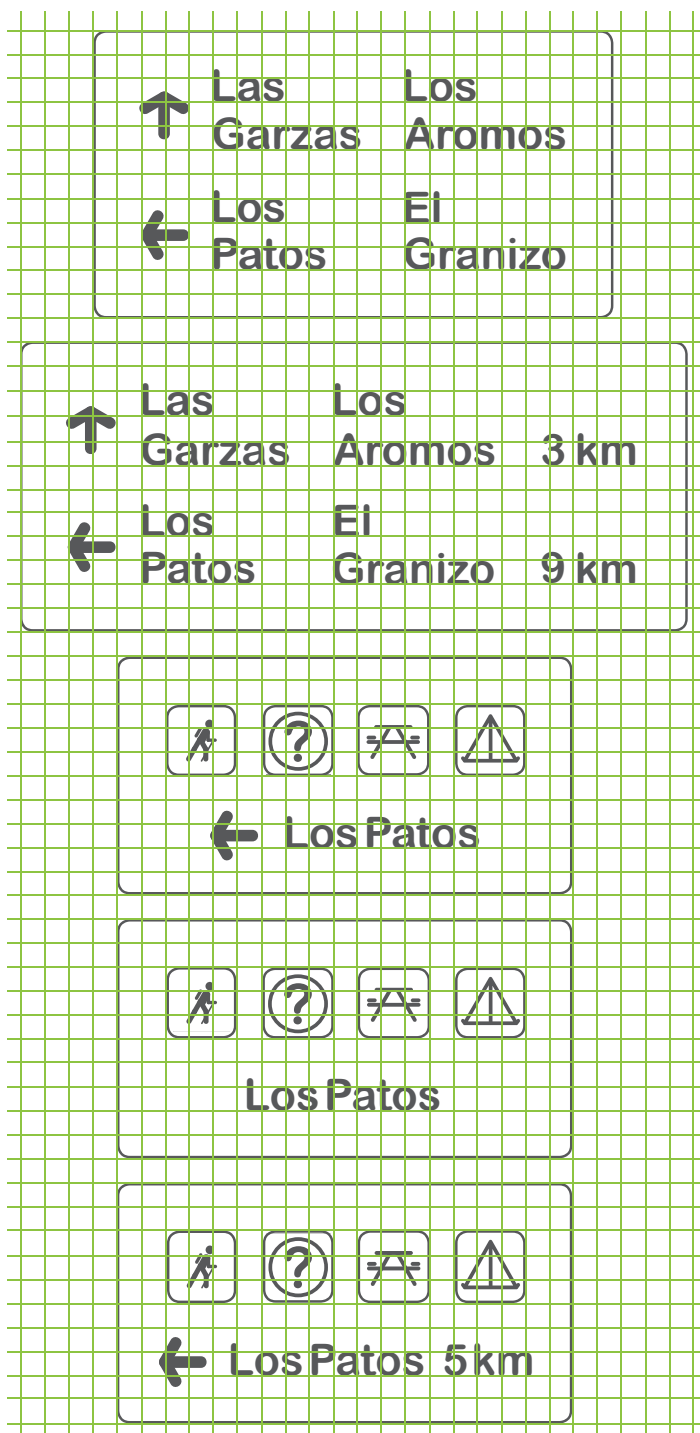 Las Los
Garzas Aromos
Los El
Patos Granizo
Las Los
Garzas Aromos 3 km
Los El
Patos Granizo 9 km
?
Los Patos
?
Los Patos
?
Los Patos 5 km